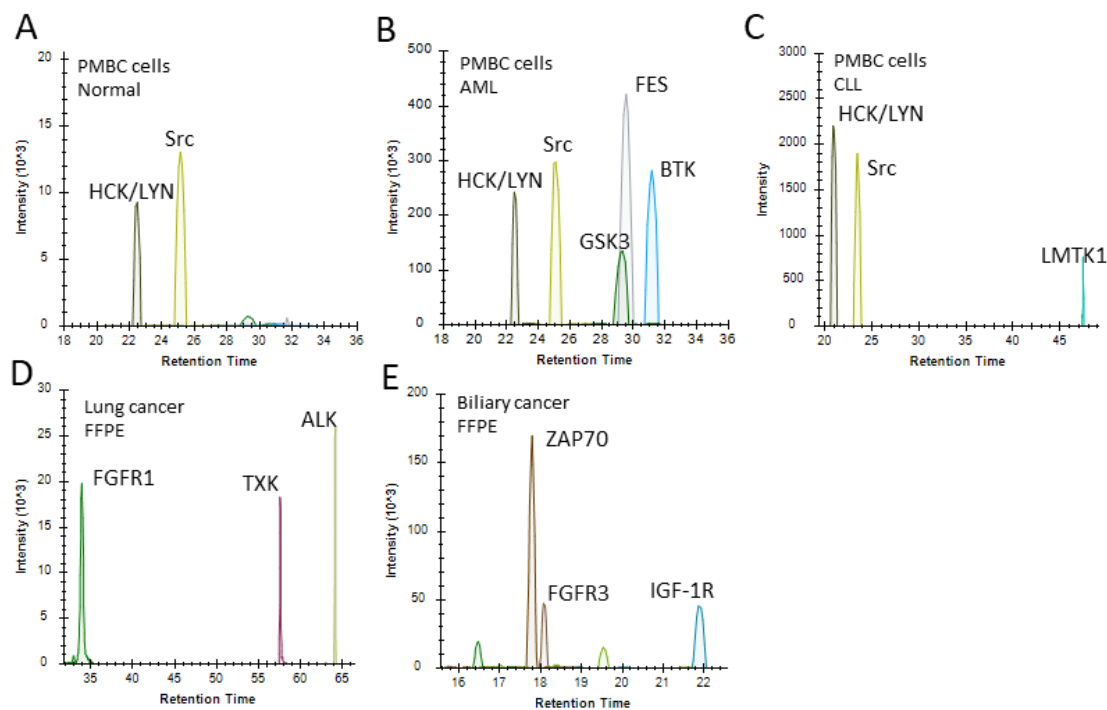 A
PMBC cells
Normal
20
15
10
5
0
Intensity (10^3)
HCK/LYN
Src
18 20 22 24 26 28 30 32 34 36
Retention Time
B
PMBC cells
AML
500
400
300
200
100
0
Intensity (10^3)
HCK/LYN
Src
GSK3
FES
BTK
18 20 22 24 26 28 30 32 34 36
Retention Time
C
PMBC cells
CLL
3000
2500
2000
1500
1000
500
0
Intensity
HCK/LYN
Src
LMTK1
20 25 30 35 40 45
Retention Time
D
Lung cancer
FFPE
30
25
20
15
10
5
0
Intensity (10^3)
FGFR1
TXK
ALK
35 40 45 50 55 60 65
Retention Time
E
Biliary cancer
FFPE
200
150
100
50
0
Intensity (10^3)
ZAP70
FGFR3
IGF-1R
16 17 18 19 20 21 22
Retention Time